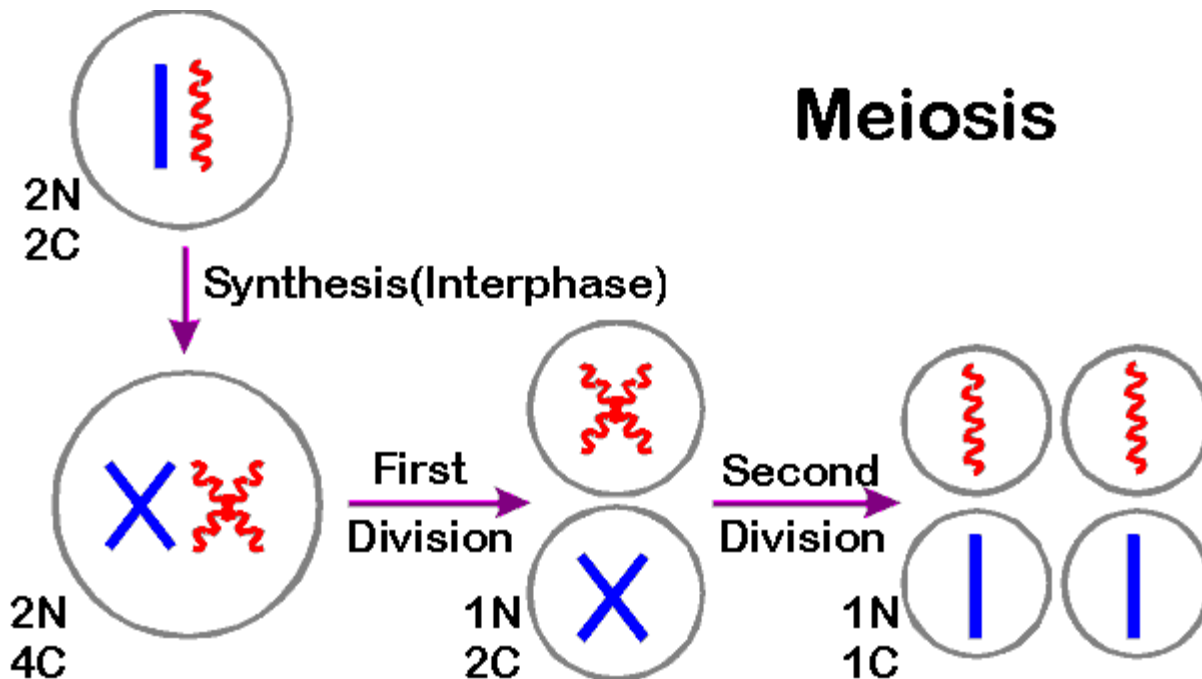 Meiosis
2N
2C
Synthesis(Interphase)
2N
4C
First
Division
1N
2C
Second
Division
1N
1C